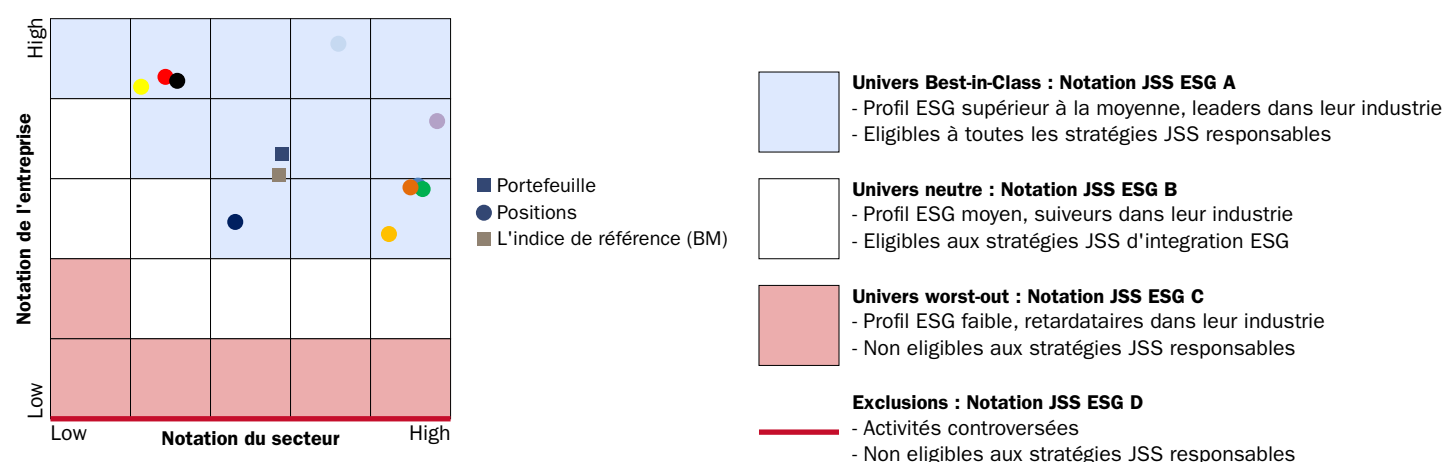 High
Notation de l'entreprise
Low
Low
Notation du secteur
High
Portefeuille
Positions
L'indice de référence (BM)
Univers Best-in-Class : Notation JSS ESG A
- Profil ESG supérieur à la moyenne, leaders dans leur industrie
- Eligibles à toutes les stratégies JSS responsables
Univers neutre : Notation JSS ESG B
- Profil ESG moyen, suiveurs dans leur industrie
- Eligibles aux stratégies JSS d'integration ESG
Univers worst-out : Notation JSS ESG C
- Profil ESG faible, retardataires dans leur industrie
- Non eligibles aux stratégies JSS responsables
Exclusions : Notation JSS ESG D
- Activités controversées
- Non eligibles aux stratégies JSS responsables